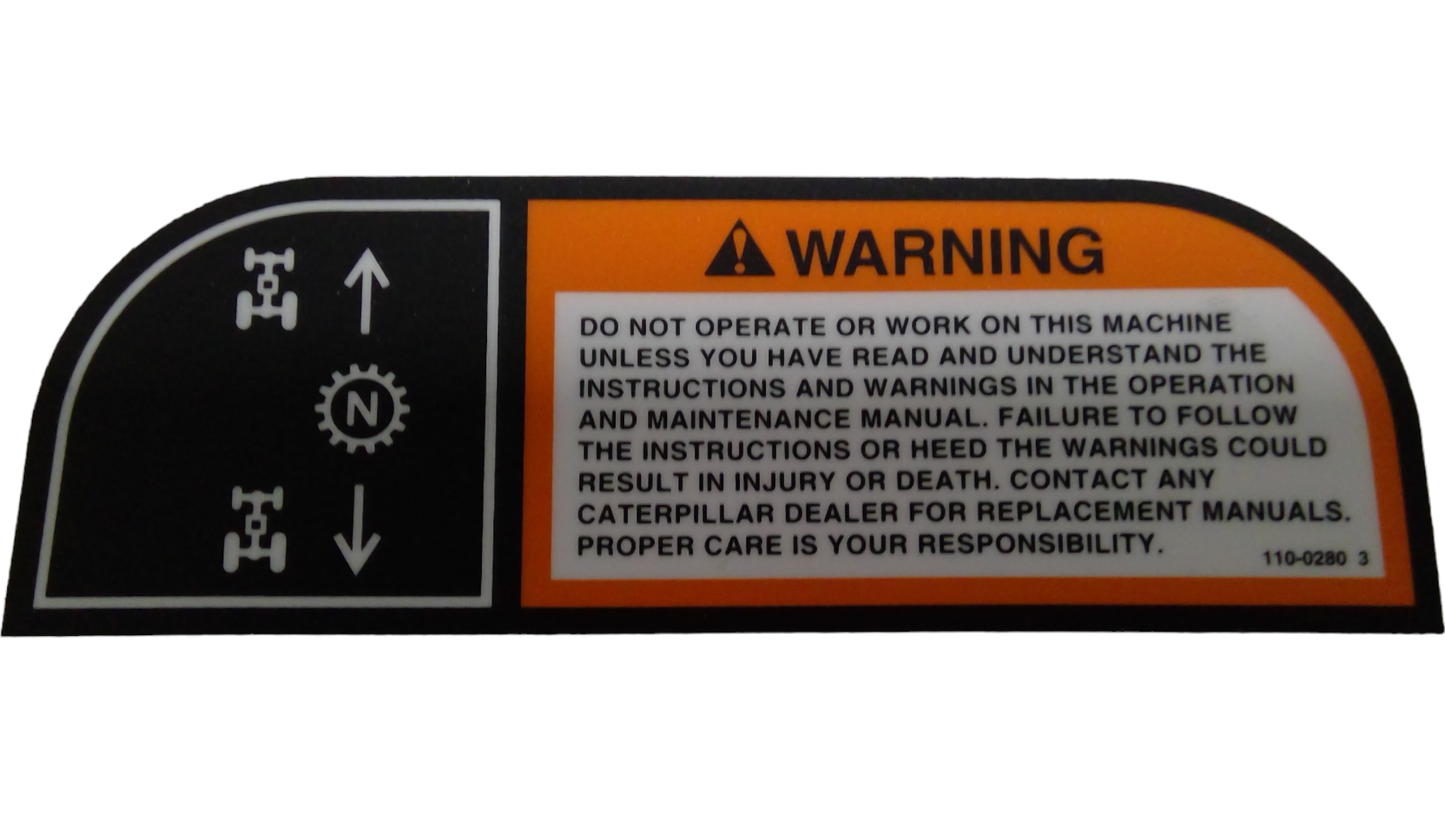 N
WARNING
DO NOT OPERATE OR WORK ON THIS MACHINE
UNLESS YOU HAVE READ AND UNDERSTAND THE
INSTRUCTIONS AND WARNINGS IN THE OPERATION
AND MAINTENANCE MANUAL. FAILURE TO FOLLOW
THE INSTRUCTIONS OR HEED THE WARNINGS COULD
RESULT IN INJURY OR DEATH. CONTACT ANY
CATERPILLAR DEALER FOR REPLACEMENT MANUALS.
PROPER CARE IS YOUR RESPONSIBILITY.
110-0280 3